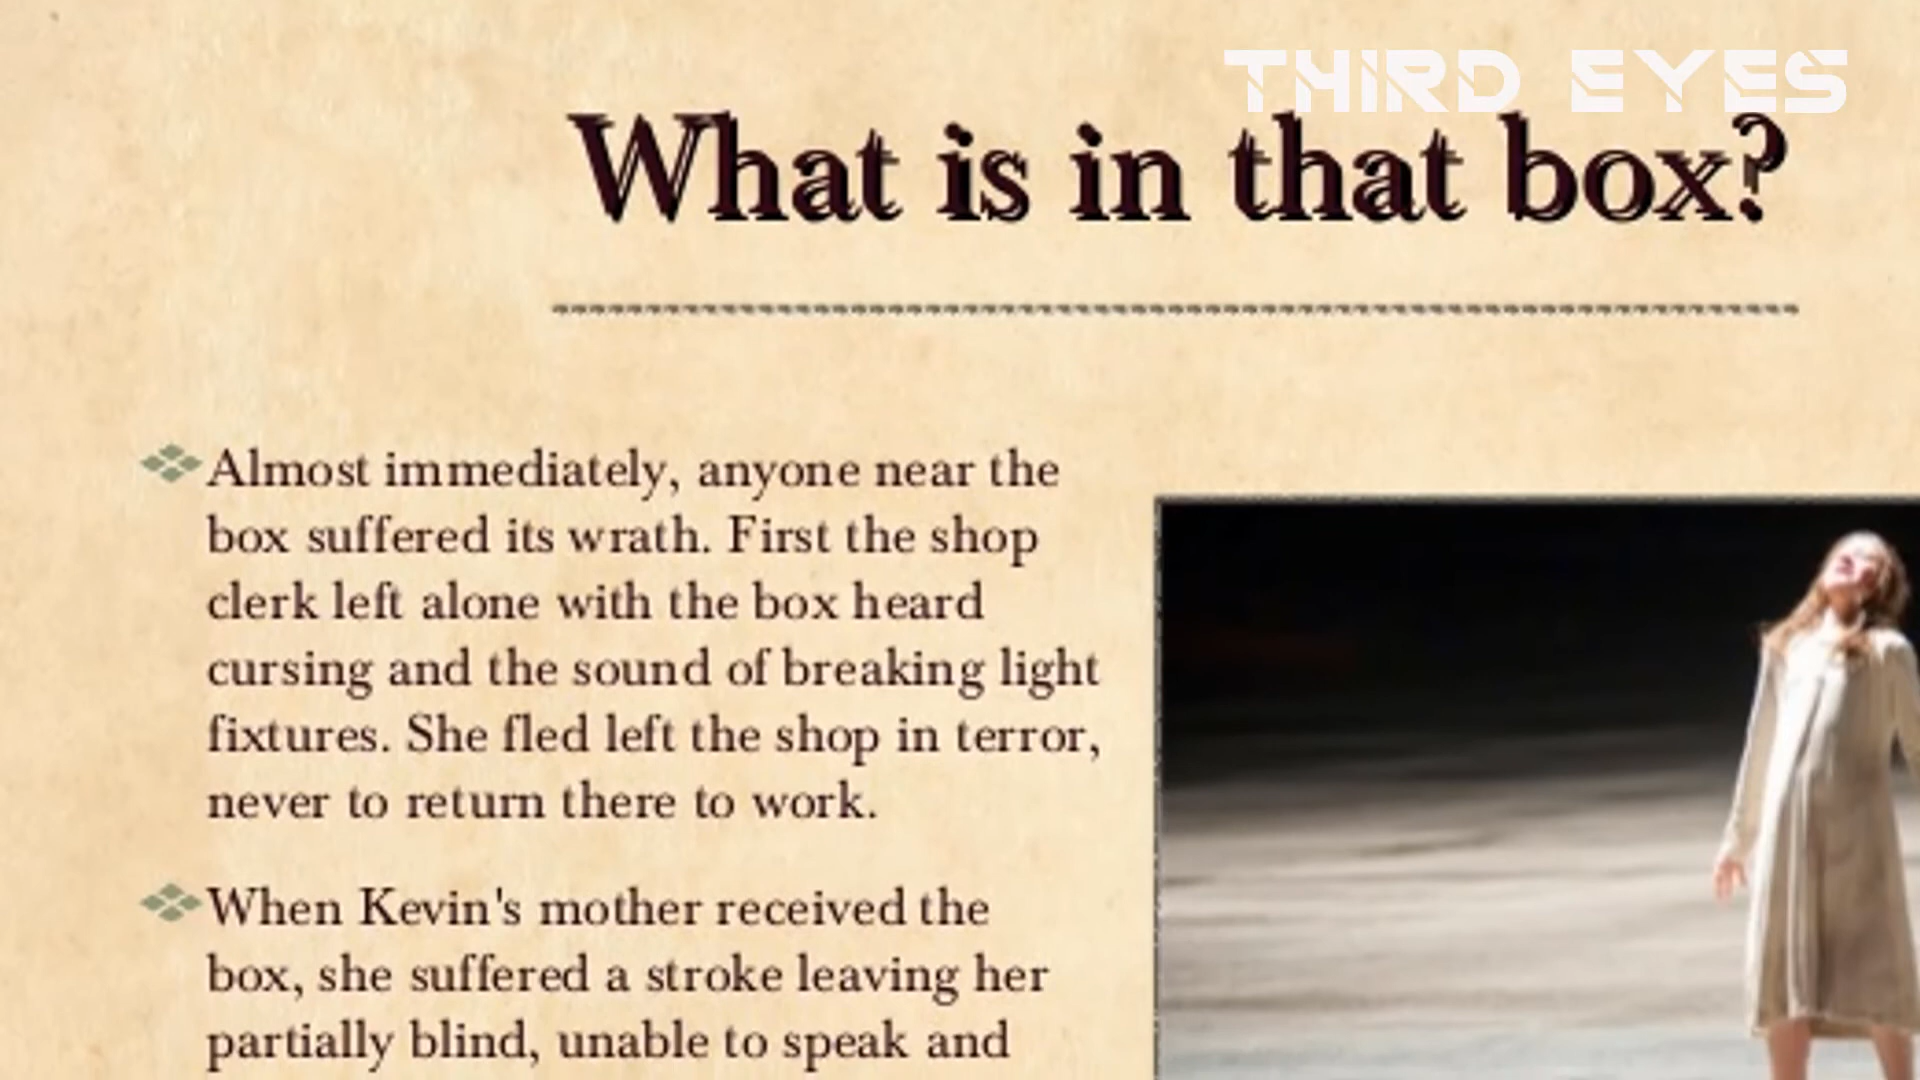 THIRD EYES
What is in that box?
Almost immediately, anyone near the
box suffered its wrath. First the shop
clerk left alone with the box heard
cursing and the sound of breaking light
fixtures. She fled left the shop in terror,
never to return there to work.
When Kevin's mother received the
box, she suffered a stroke leaving her
partially blind, unable to speak and